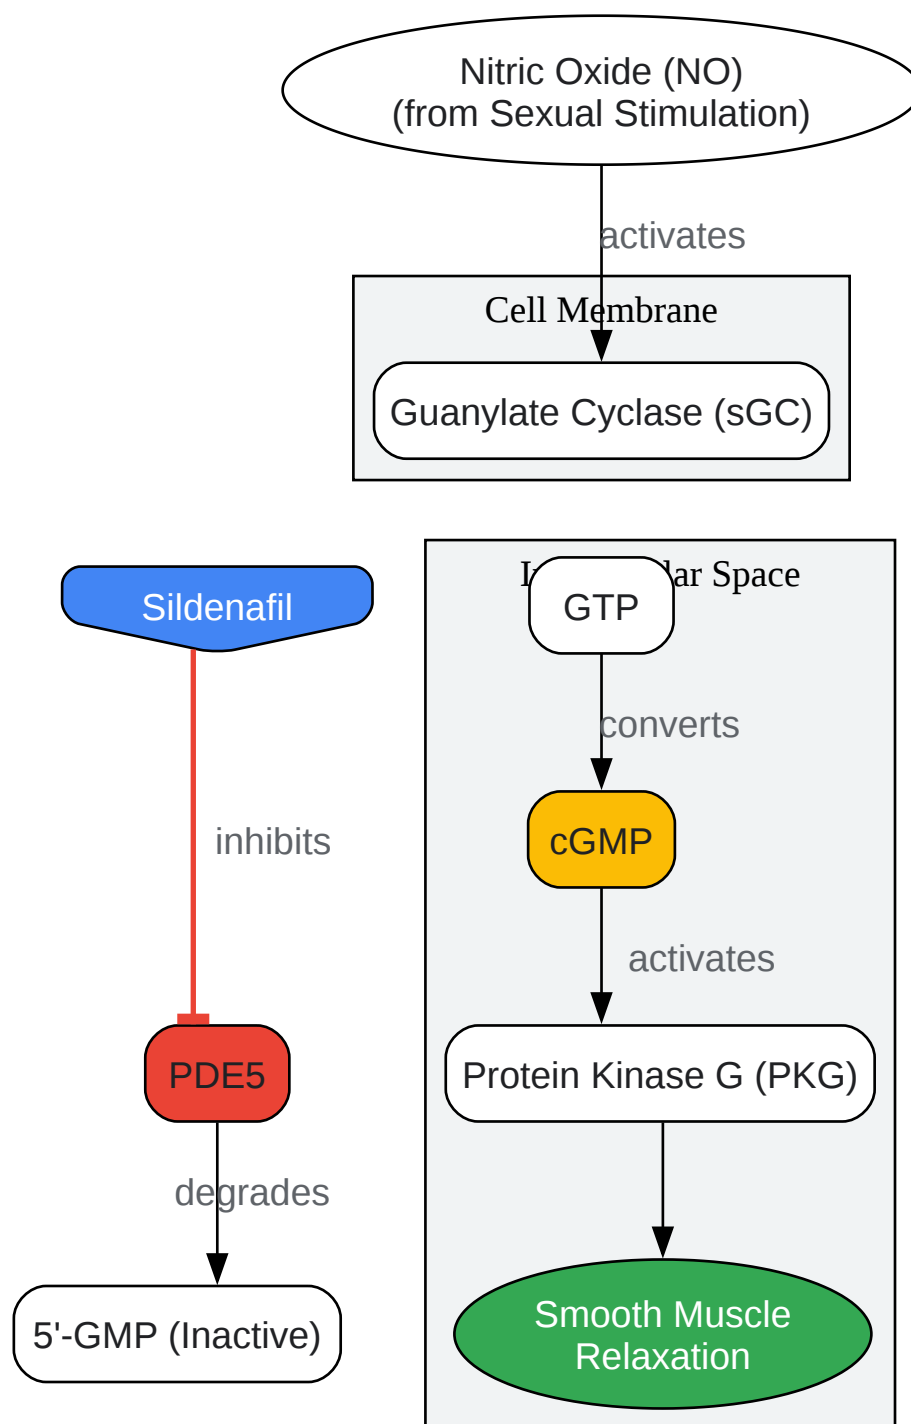 Nitric Oxide (NO)
(from Sexual Stimulation)
activates
Cell Membrane
Guanylate Cyclase (sGC)
Sildenafil
Space
GTP
converts
inhibits
cGMP
activates
PDE5
Protein Kinase G (PKG)
degrades
5'-GMP (Inactive)
Smooth Muscle
Relaxation